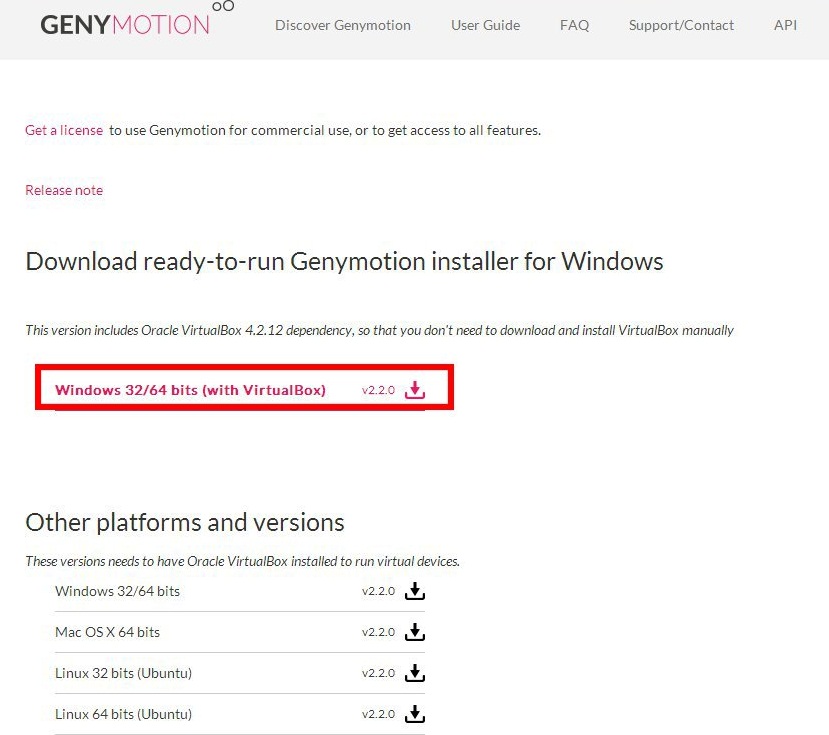 GENYMOTION
Discover Genymotion User Guide FAQ Support/Contact API
Get a license to use Genymotion for commercial use, or to get access to all features.
Release note
Download ready-to-run Genymotion installer for Windows
This version includes Oracle VirtualBox 4.2.12 dependency, so that you don't need to download and install VirtualBox manually
Windows 32/64 bits (with VirtualBox) v2.2.0
Other platforms and versions
These versions needs to have Oracle VirtualBox installed to run virtual devices.
Windows 32/64 bits v2.2.0
Mac OS X 64 bits v2.2.0
Linux 32 bits (Ubuntu) v2.2.0
Linux 64 bits (Ubuntu) v2.2.0